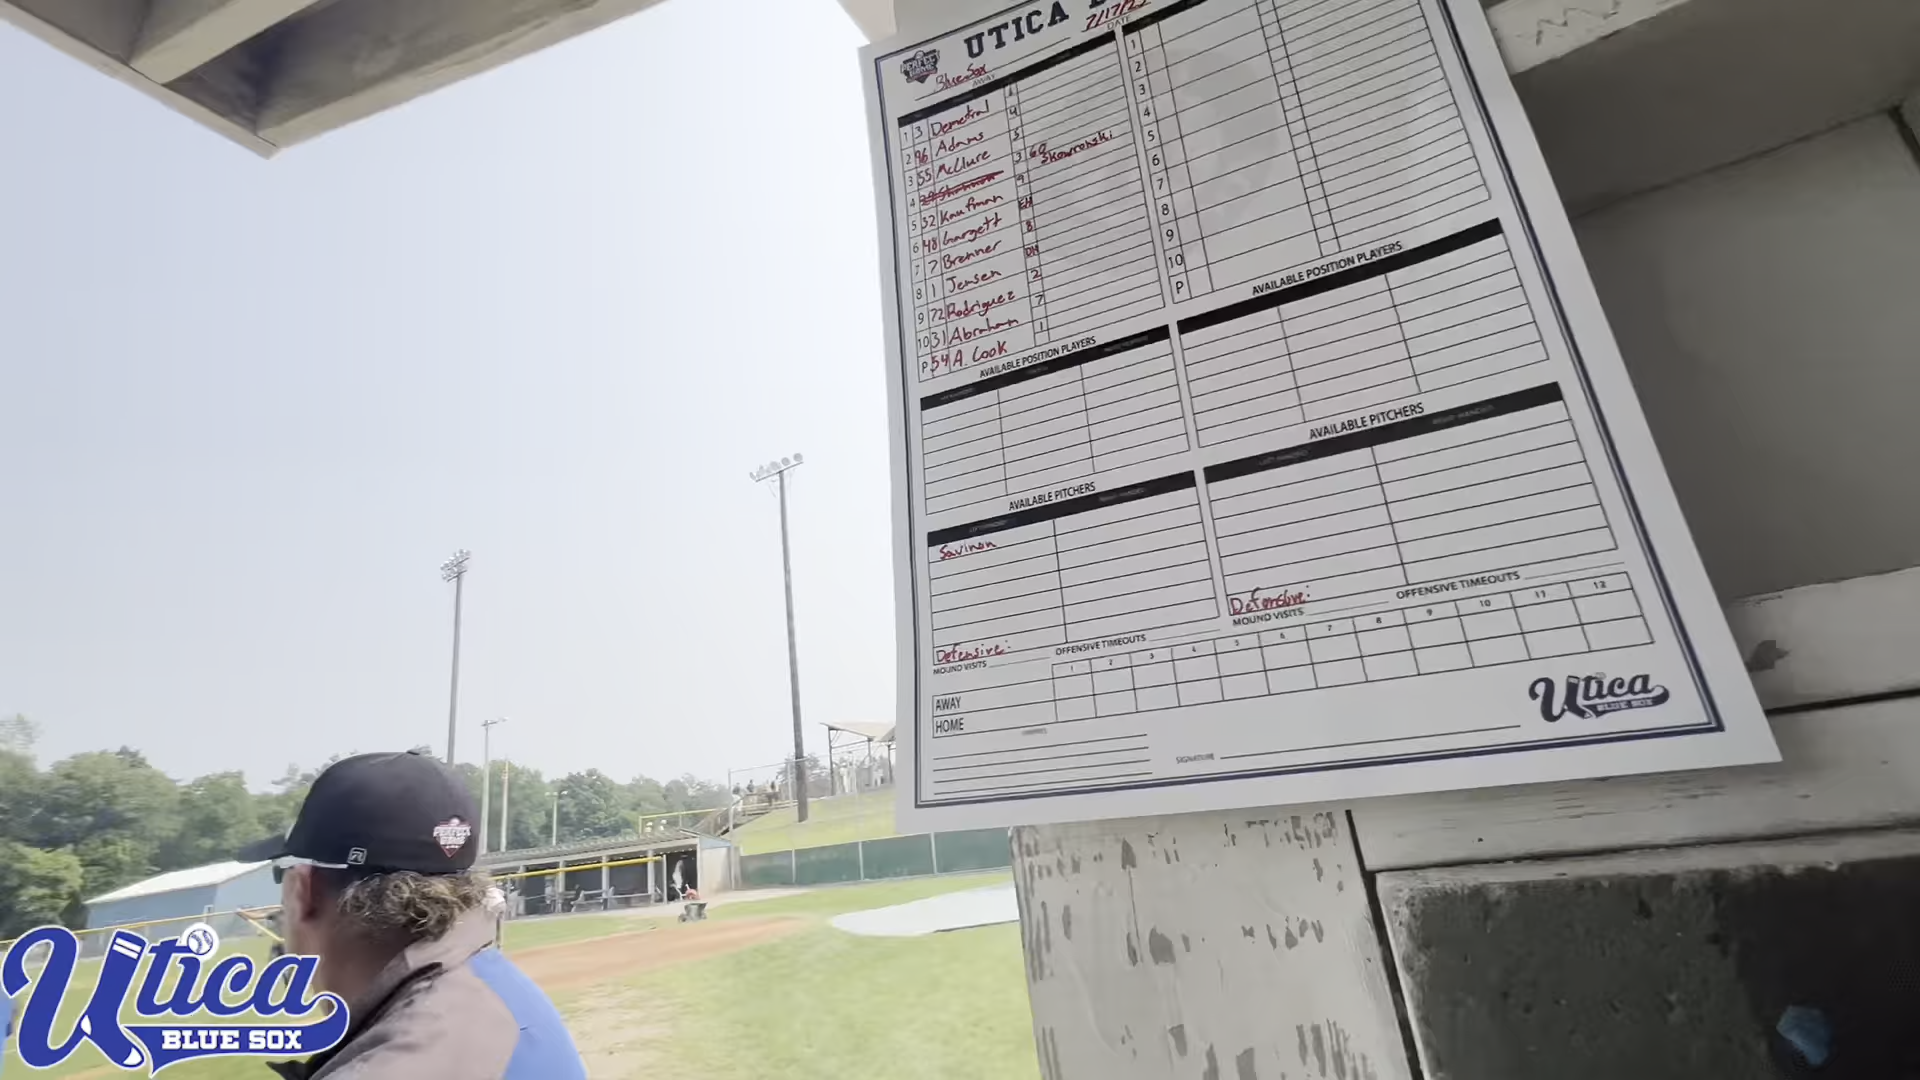 UTICA
7/17/23
DATE
PERFECT GAME
Blue Sox
AWAY
1 3 Demetral
2 96 Adams 4
3 55 McClure 5
4 3 60 Skowronski
5 32 Kaufman 9
6 48 Gargett EH
7 7 Brenner 8
8 1 Jensen DH
9 72 Rodriguez 2
10 31 Abraham 7
P 54 A. Cook 1
1
2
3
4
5
6
7
8
9
10
P
AVAILABLE POSITION PLAYERS
AVAILABLE POSITION PLAYERS
AVAILABLE PITCHERS
AVAILABLE PITCHERS
Savinon
Defensive:
MOUND VISITS
OFFENSIVE TIMEOUTS
Defensive:
MOUND VISITS
OFFENSIVE TIMEOUTS
1 2 3 4 5 6 7 8 9 10 11 12
AWAY
HOME
SIGNATURE
Utica
BLUE SOX
PERFECT GAME
Utica
BLUE SOX